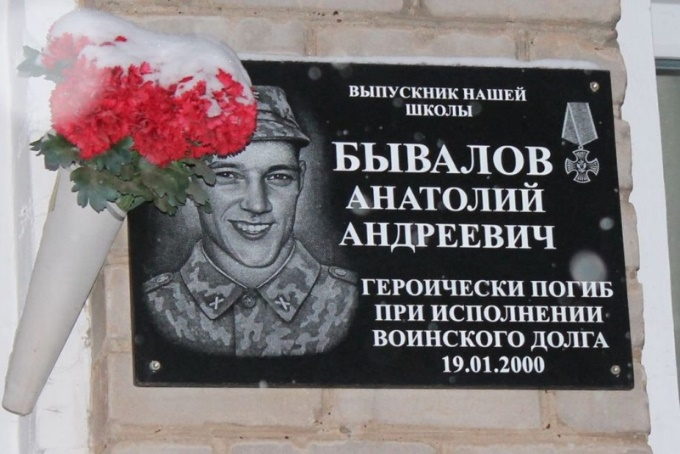 ВЫПУСКНИК НАШЕЙ
ШКОЛЫ
БЫВАЛОВ
АНАТОЛИЙ
АНДРЕЕВИЧ
ГЕРОИЧЕСКИ ПОГИБ
ПРИ ИСПОЛНЕНИИ
ВОИНСКОГО ДОЛГА
19.01.2000